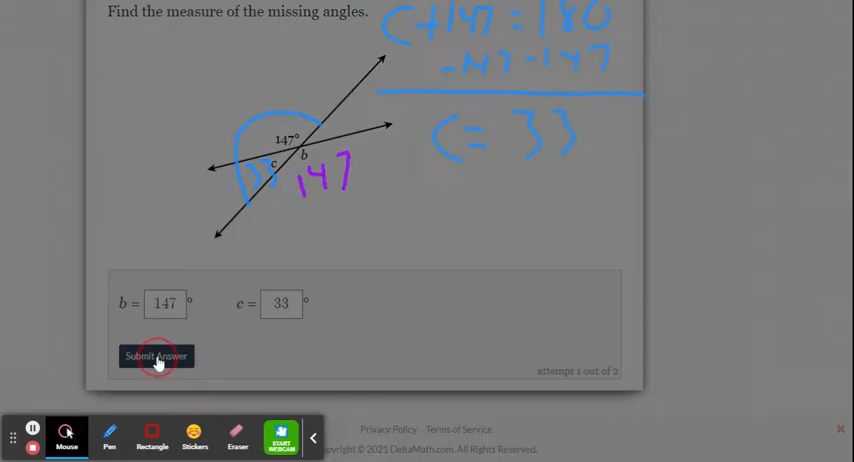 Find the measure of the missing angles.
C+147=180
-147 -147
C= 33
147°
b
c
33
147
b = 147 °
c = 33 °
Submit Answer
attempt 1 out of 2
Mouse
Pen
Rectangle
Stickers
Eraser
START
WEBCAM
Privacy Policy Terms of Service
pyright © 2021 DeltaMath.com. All Rights Reserved.